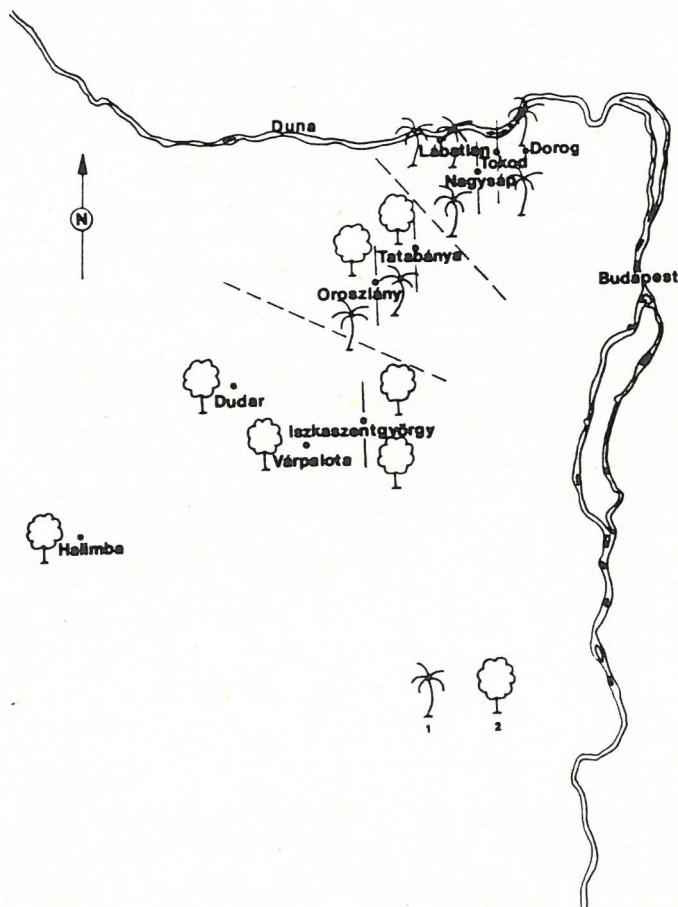 Duna
Lábatlan
Tokod
Dorog
Nagysáp
N
Tatabánya
Budapest
Oroszlány
Dudar
Iszkaszentgyörgy
Várpalota
Halimba
1
2